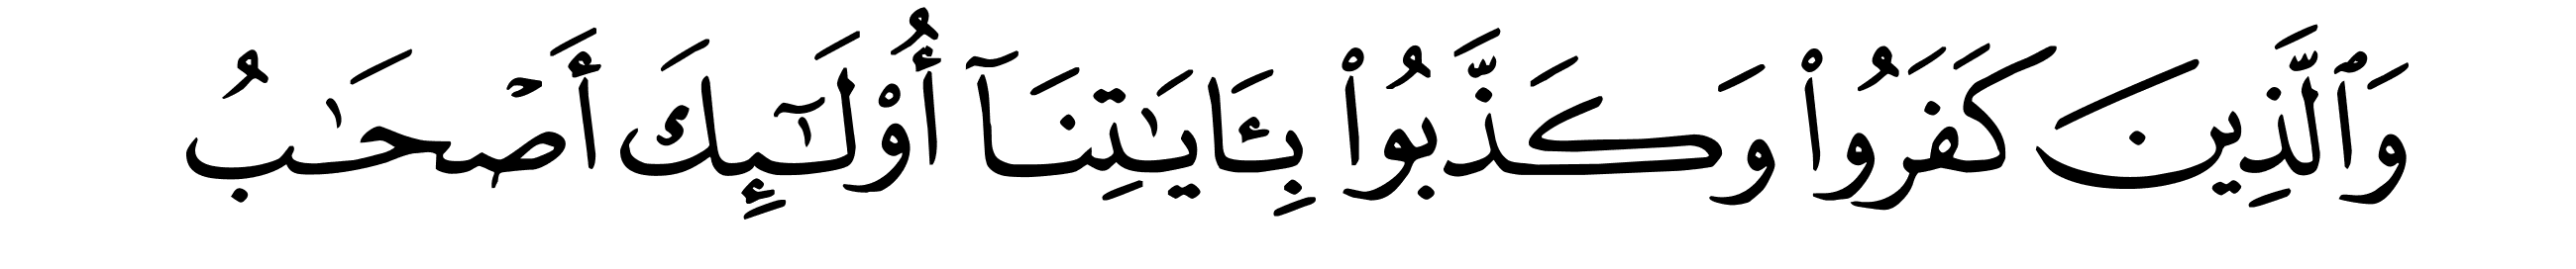 وَٱلَّذِينَ كَفَرُوا۟ وَكَذَّبُوا۟ بِـَٔايَـٰتِنَآ أُو۟لَـٰٓئِكَ أَصْحَـٰبُ